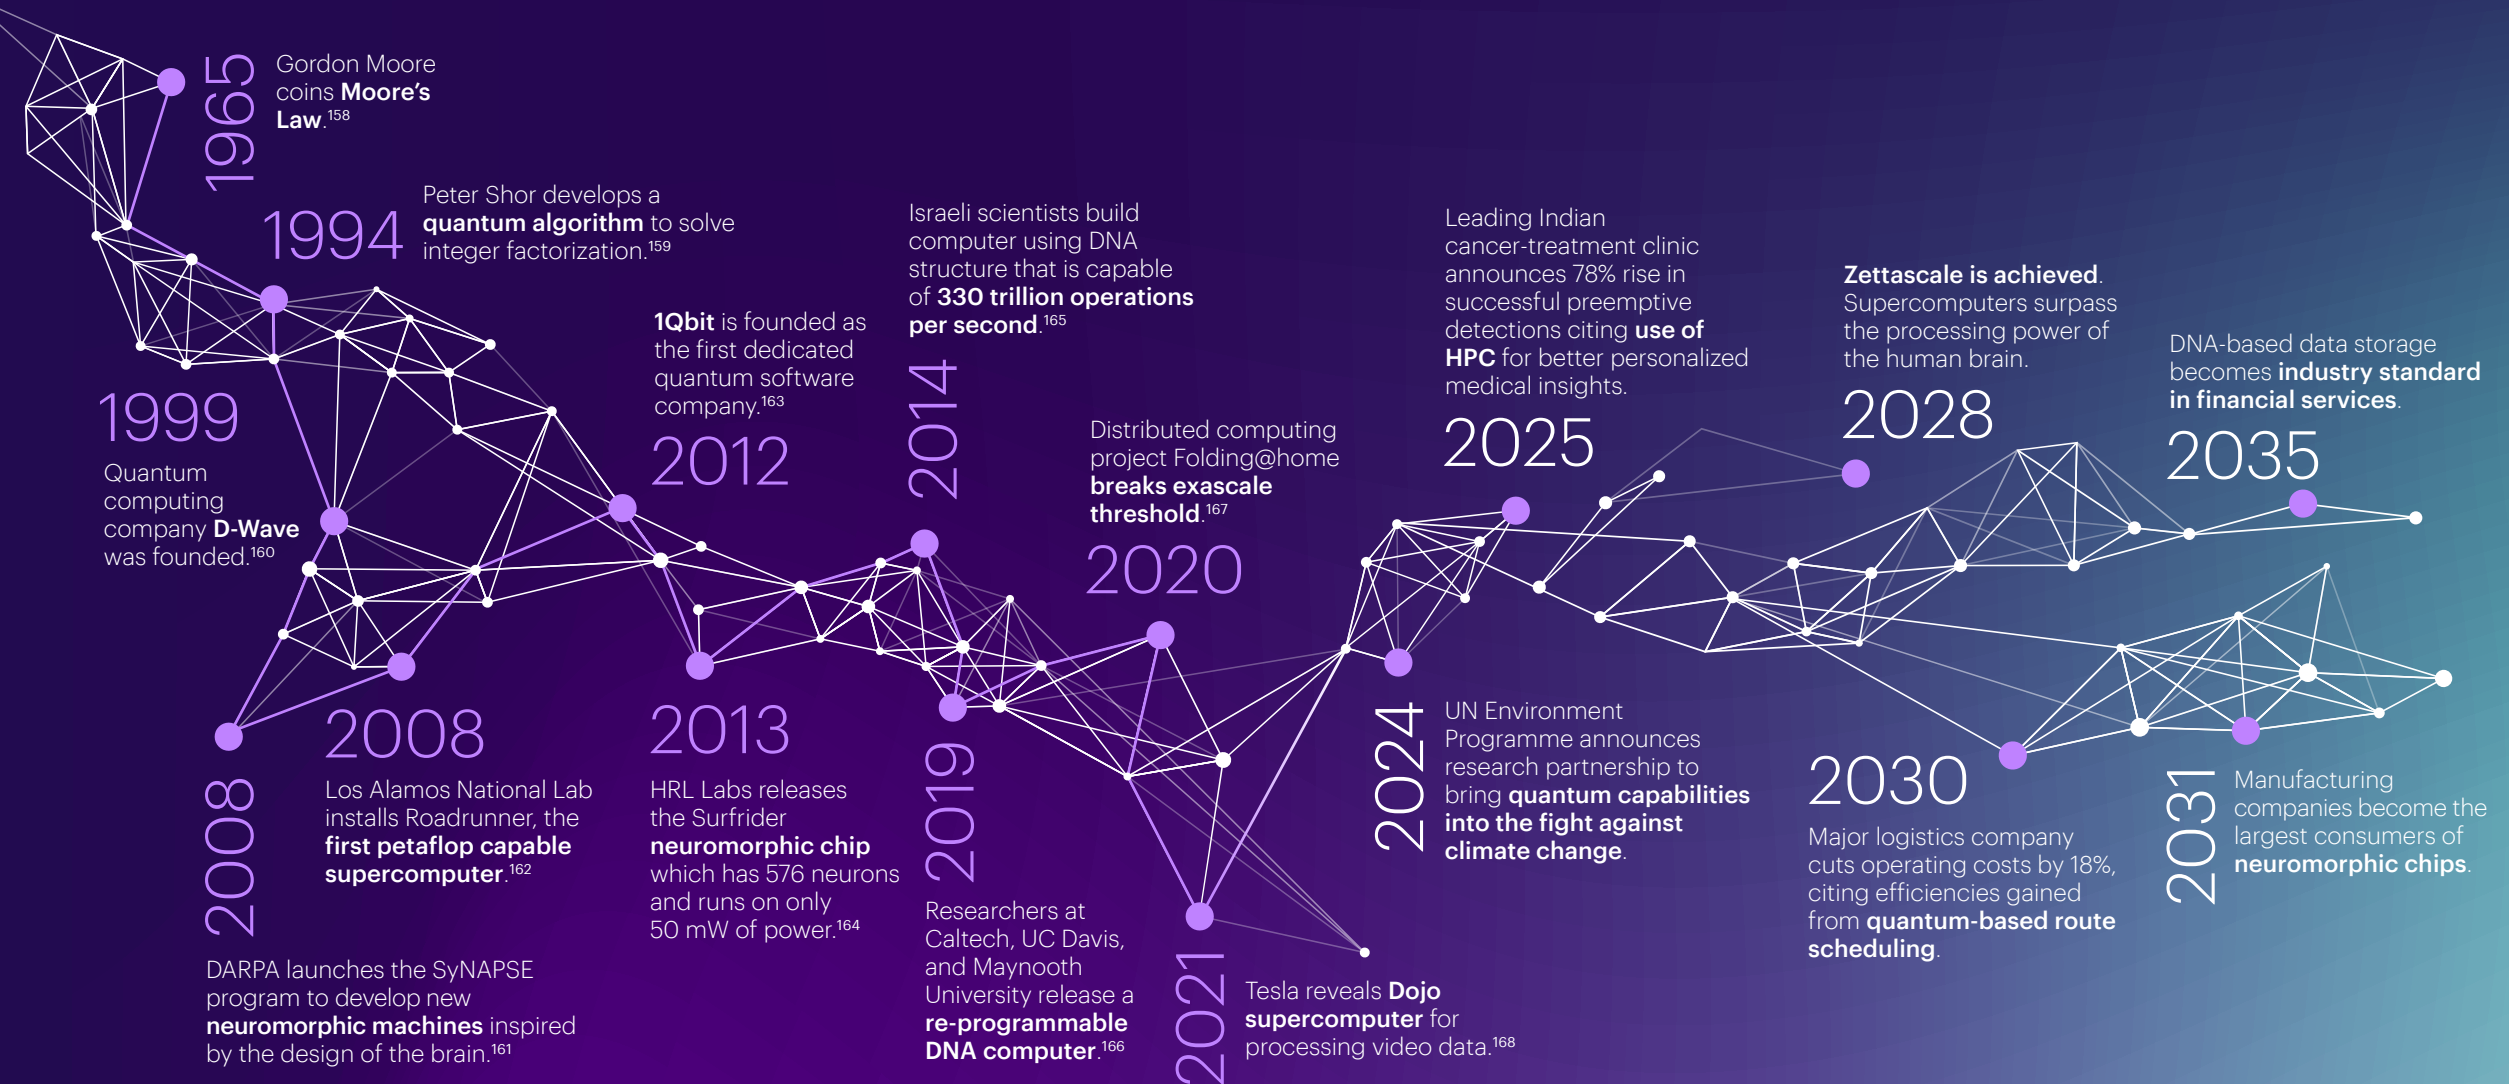 1965
Gordon Moore
coins Moore’s
Law.158
1994
Peter Shor develops a
quantum algorithm to solve
integer factorization.159
1999
Quantum
computing
company D-Wave
was founded.160
2008
DARPA launches the SyNAPSE
program to develop new
neuromorphic machines inspired
by the design of the brain.161
2008
Los Alamos National Lab
installs Roadrunner, the
first petaflop capable
supercomputer.162
1Qbit is founded as
the first dedicated
quantum software
company.163
2012
2013
HRL Labs releases
the Surfrider
neuromorphic chip
which has 576 neurons
and runs on only
50 mW of power.164
Israeli scientists build
computer using DNA
structure that is capable
of 330 trillion operations
per second.165
2014
2019
Researchers at
Caltech, UC Davis,
and Maynooth
University release a
re-programmable
DNA computer.166
Distributed computing
project Folding@home
breaks exascale
threshold.167
2020
2021
Tesla reveals Dojo
supercomputer for
processing video data.168
2024
UN Environment
Programme announces
research partnership to
bring quantum capabilities
into the fight against
climate change.
Leading Indian
cancer-treatment clinic
announces 78% rise in
successful preemptive
detections citing use of
HPC for better personalized
medical insights.
2025
Zettascale is achieved.
Supercomputers surpass
the processing power of
the human brain.
2028
2030
Major logistics company
cuts operating costs by 18%,
citing efficiencies gained
from quantum-based route
scheduling.
2031
Manufacturing
companies become the
largest consumers of
neuromorphic chips.
DNA-based data storage
becomes industry standard
in financial services.
2035